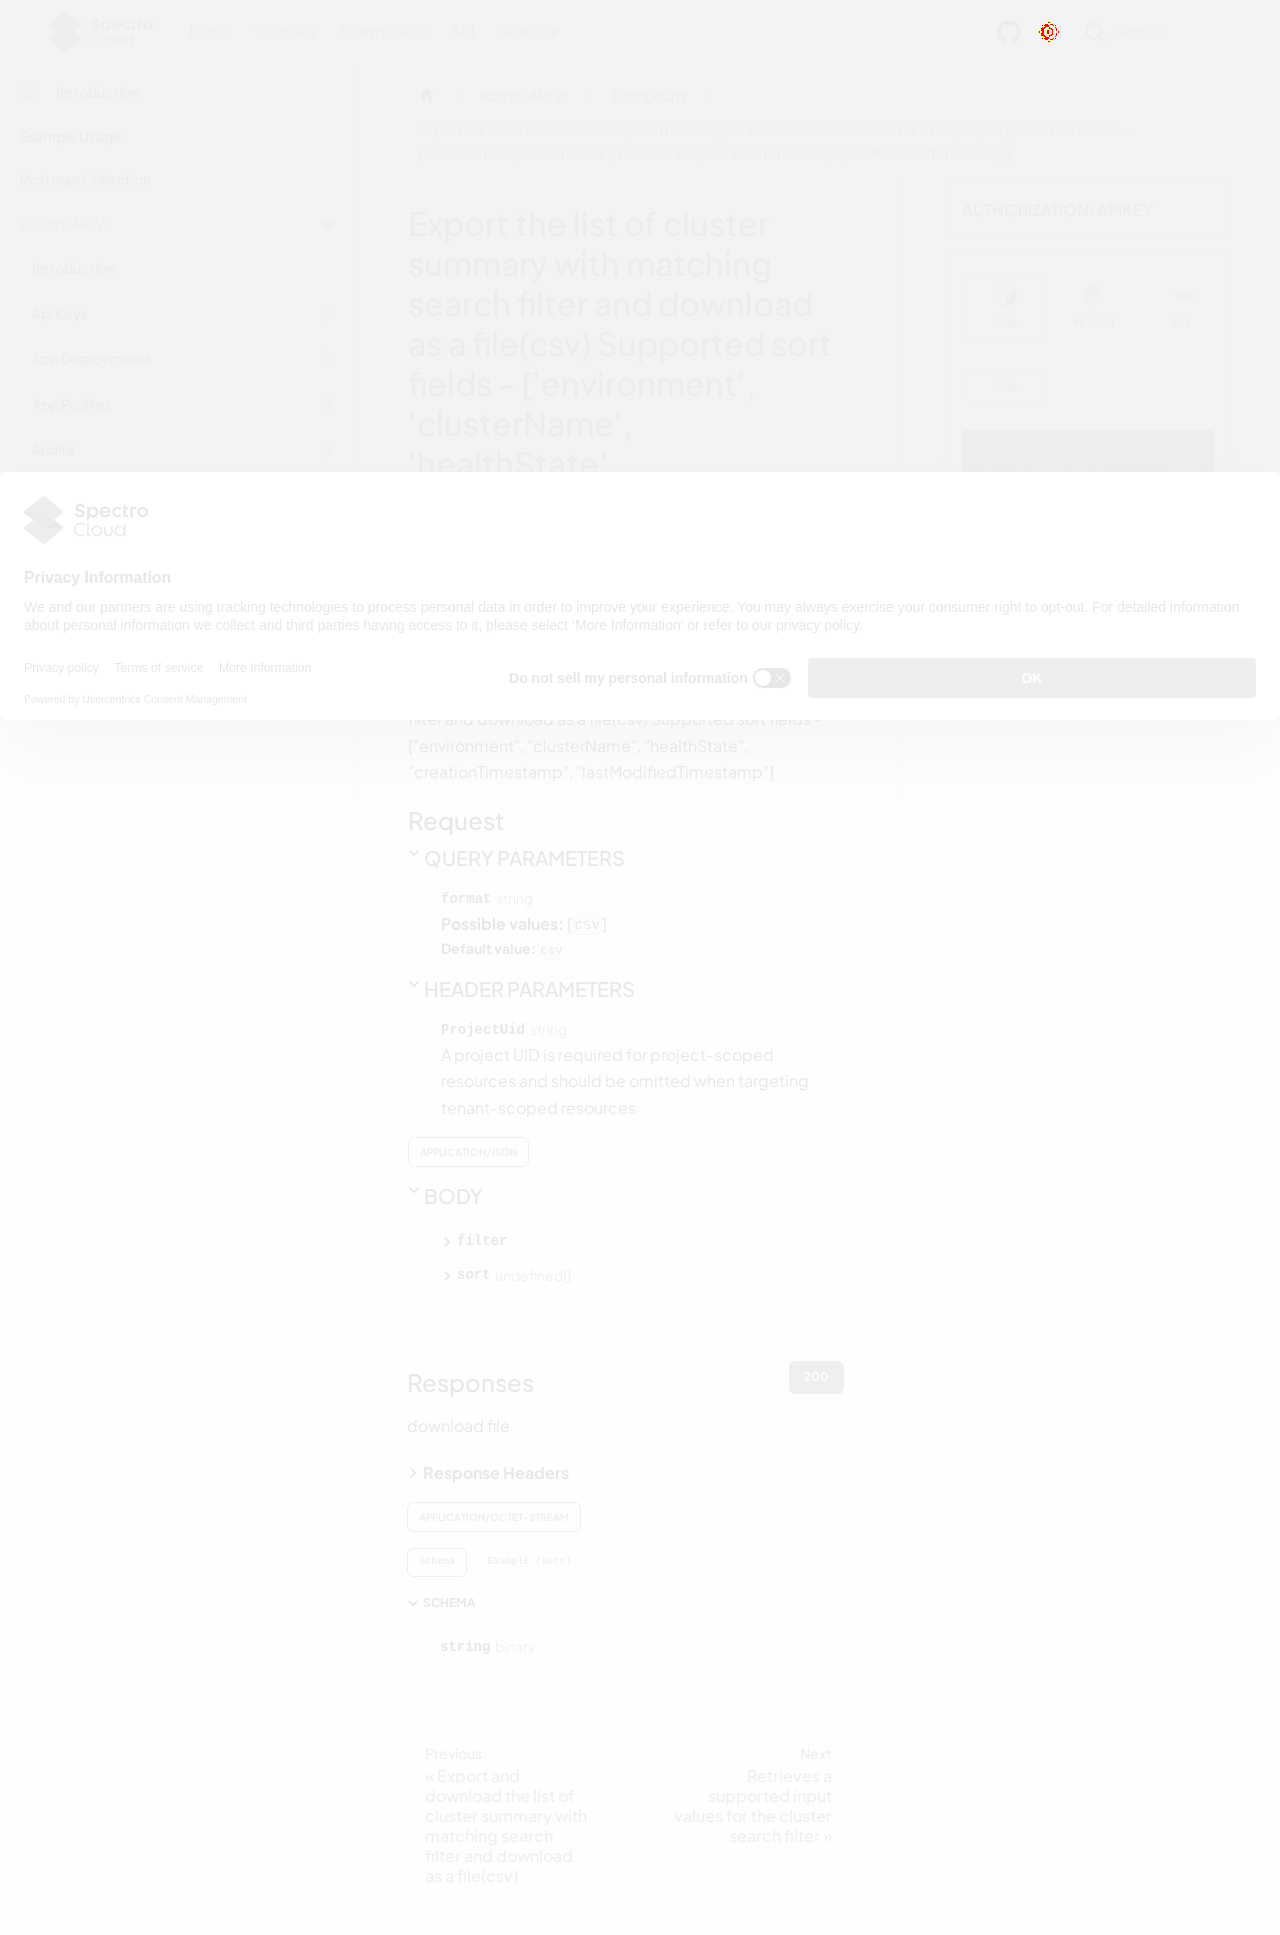 Spectro
Cloud
Docs Tutorials Downloads API latest
Search
Introduction
Example Usage
Postman Collection
Palette API V1
Introduction
Api Keys
App Deployments
App Profiles
Audits
Palette API V1
Dashboard
Export the list of cluster summary with matching search filter and download as a file(csv) Supported sort fields -
Export the list of cluster
summary with matching
search filter and download
as a file(csv) Supported sort
fields - ['environment',
'clusterName',
'healthState',
AUTHORIZATION: APIKEY
CURL PYTHON GO
CURL
Spectro
Cloud
Privacy Information
We and our partners are using tracking technologies to process personal data in order to improve your experience. You may always exercise your consumer right to opt-out. For detailed information
about personal information we collect and third parties having access to it, please select 'More Information' or refer to our privacy policy.
Privacy policy Terms of service More Information
Powered by Usercentrics Consent Management
Do not sell my personal information
OK
filter and download as a file(csv) Supported sort fields -
["environment", "clusterName", "healthState",
"creationTimestamp", "lastModifiedTimestamp"]
Request
QUERY PARAMETERS
format string
Possible values: [csv]
Default value: csv
HEADER PARAMETERS
ProjectUid string
A project UID is required for project-scoped
resources and should be omitted when targeting
tenant-scoped resources
APPLICATION/JSON
BODY
filter
sort undefined[]
Responses
200
download file
Response Headers
APPLICATION/OCTET-STREAM
Schema Example (auto)
SCHEMA
string binary
Previous
« Export and
download the list of
cluster summary with
matching search
filter and download
as a file(csv)
Next
Retrieves a
supported input
values for the cluster
search filter »